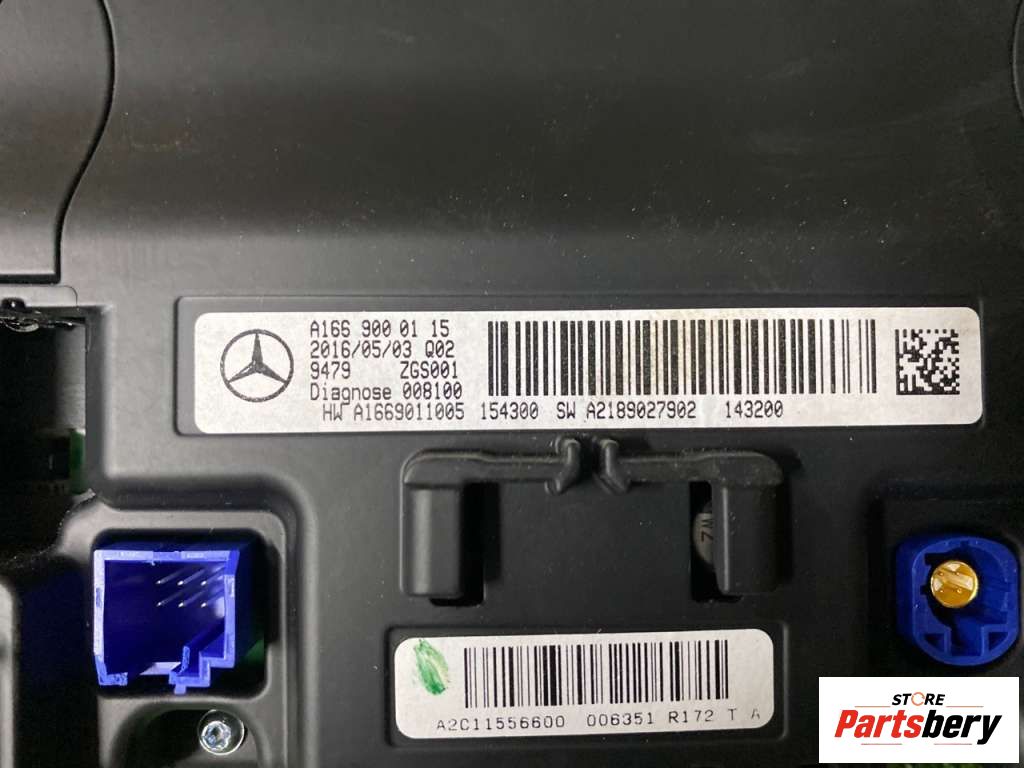 A166 900 01 15
2016/05/03 Q02
9479 ZGS001
Diagnose 008100
HW A1669011005 154300 SW A2189027902 143200
WZ
A2C11556600 006351 R172 T A
STORE
Partsbery